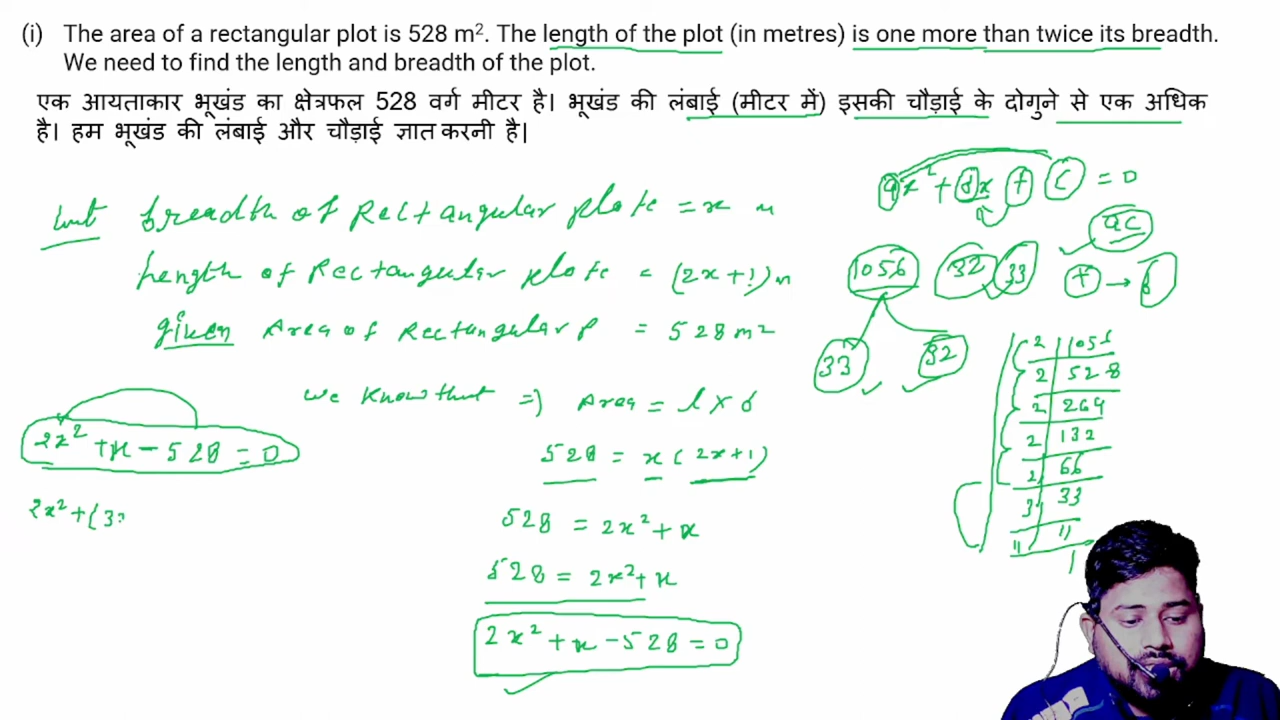 (i) The area of a rectangular plot is 528 m². The length of the plot (in metres) is one more than twice its breadth.
We need to find the length and breadth of the plot.
एक आयताकार भूखंड का क्षेत्रफल 528 वर्ग मीटर है। भूखंड की लंबाई (मीटर में) इसकी चौड़ाई के दोगुने से एक अधिक
है। हम भूखंड की लंबाई और चौड़ाई ज्ञात करनी है।
breadth of Rectangular plote = x m
Length of Rectangular plote = (2x+1) m
given Area of Rectangular P = 528 m²
We Know that => Area = l × b
528 = x (2x+1)
528 = 2x² + x
528 = 2x² + x
2x² + x - 528 = 0
2x² + x - 528 = 0
2x² + (3
ax² + bx + c = 0
ac
1056 32 33
+ → b
33 32
2 1056
2 528
2 264
2 132
2 66
3 33
11 11
1